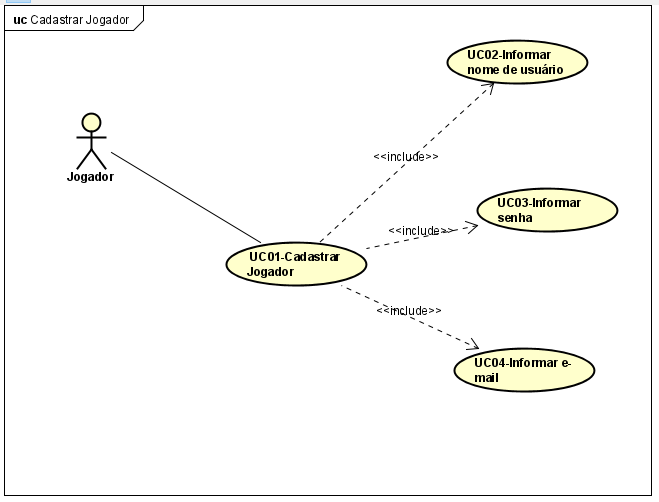 uc Cadastrar Jogador
UC02-Informar
nome de usuário
<<include>>
Jogador
UC03-Informar
senha
<<include>>
UC01-Cadastrar
Jogador
<<include>>
UC04-Informar e-
mail